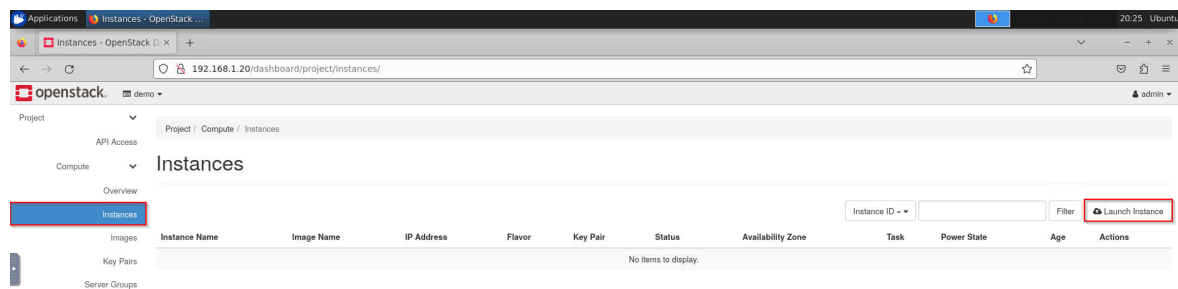 Applications Instances - OpenStack ... 20:25 Ubuntu
Instances - OpenStack D
192.168.1.20/dashboard/project/instances/
openstack. demo admin
Project
Project / Compute / Instances
API Access
Compute
Instances
Overview
Instances
Instance ID = Filter Launch Instance
Images
Instance Name Image Name IP Address Flavor Key Pair Status Availability Zone Task Power State Age Actions
Key Pairs
No items to display.
Server Groups